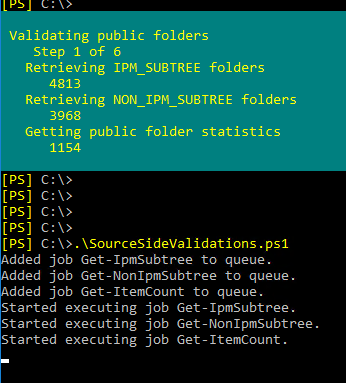 [PS] C:\>
Validating public folders
Step 1 of 6
Retrieving IPM_SUBTREE folders
4813
Retrieving NON_IPM_SUBTREE folders
3968
Getting public folder statistics
1154
[PS] C:\>
[PS] C:\>
[PS] C:\>
[PS] C:\>
[PS] C:\>.\SourceSideValidations.ps1
Added job Get-IpmSubtree to queue.
Added job Get-NonIpmSubtree to queue.
Added job Get-ItemCount to queue.
Started executing job Get-IpmSubtree.
Started executing job Get-NonIpmSubtree.
Started executing job Get-ItemCount.